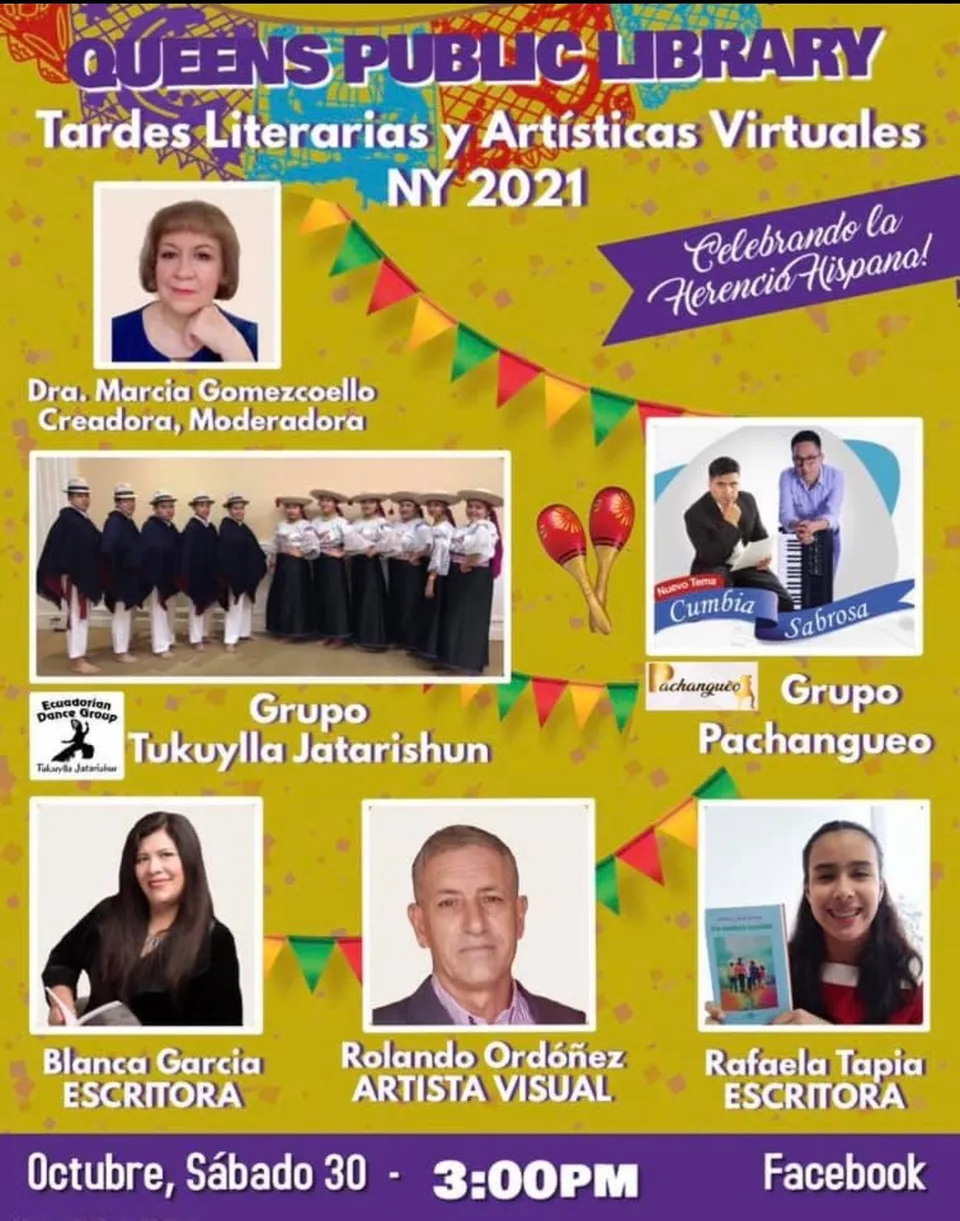 QUEENS PUBLIC LIBRARY
Tardes Literarias y Artísticas Virtuales
NY 2021
Celebrando la
Herencia Hispana!
Dra. Marcia Gomezcoello
Creadora, Moderadora
Nuevo Tema
Cumbia Sabrosa
Ecuadorian
Dance Group
Tukuylla Jatarishun
Grupo
Tukuylla Jatarishun
Pachangueo
Grupo
Pachangueo
Blanca Garcia
ESCRITORA
Rolando Ordóñez
ARTISTA VISUAL
Rafaela Tapia
ESCRITORA
Octubre, Sábado 30 - 3:00PM Facebook